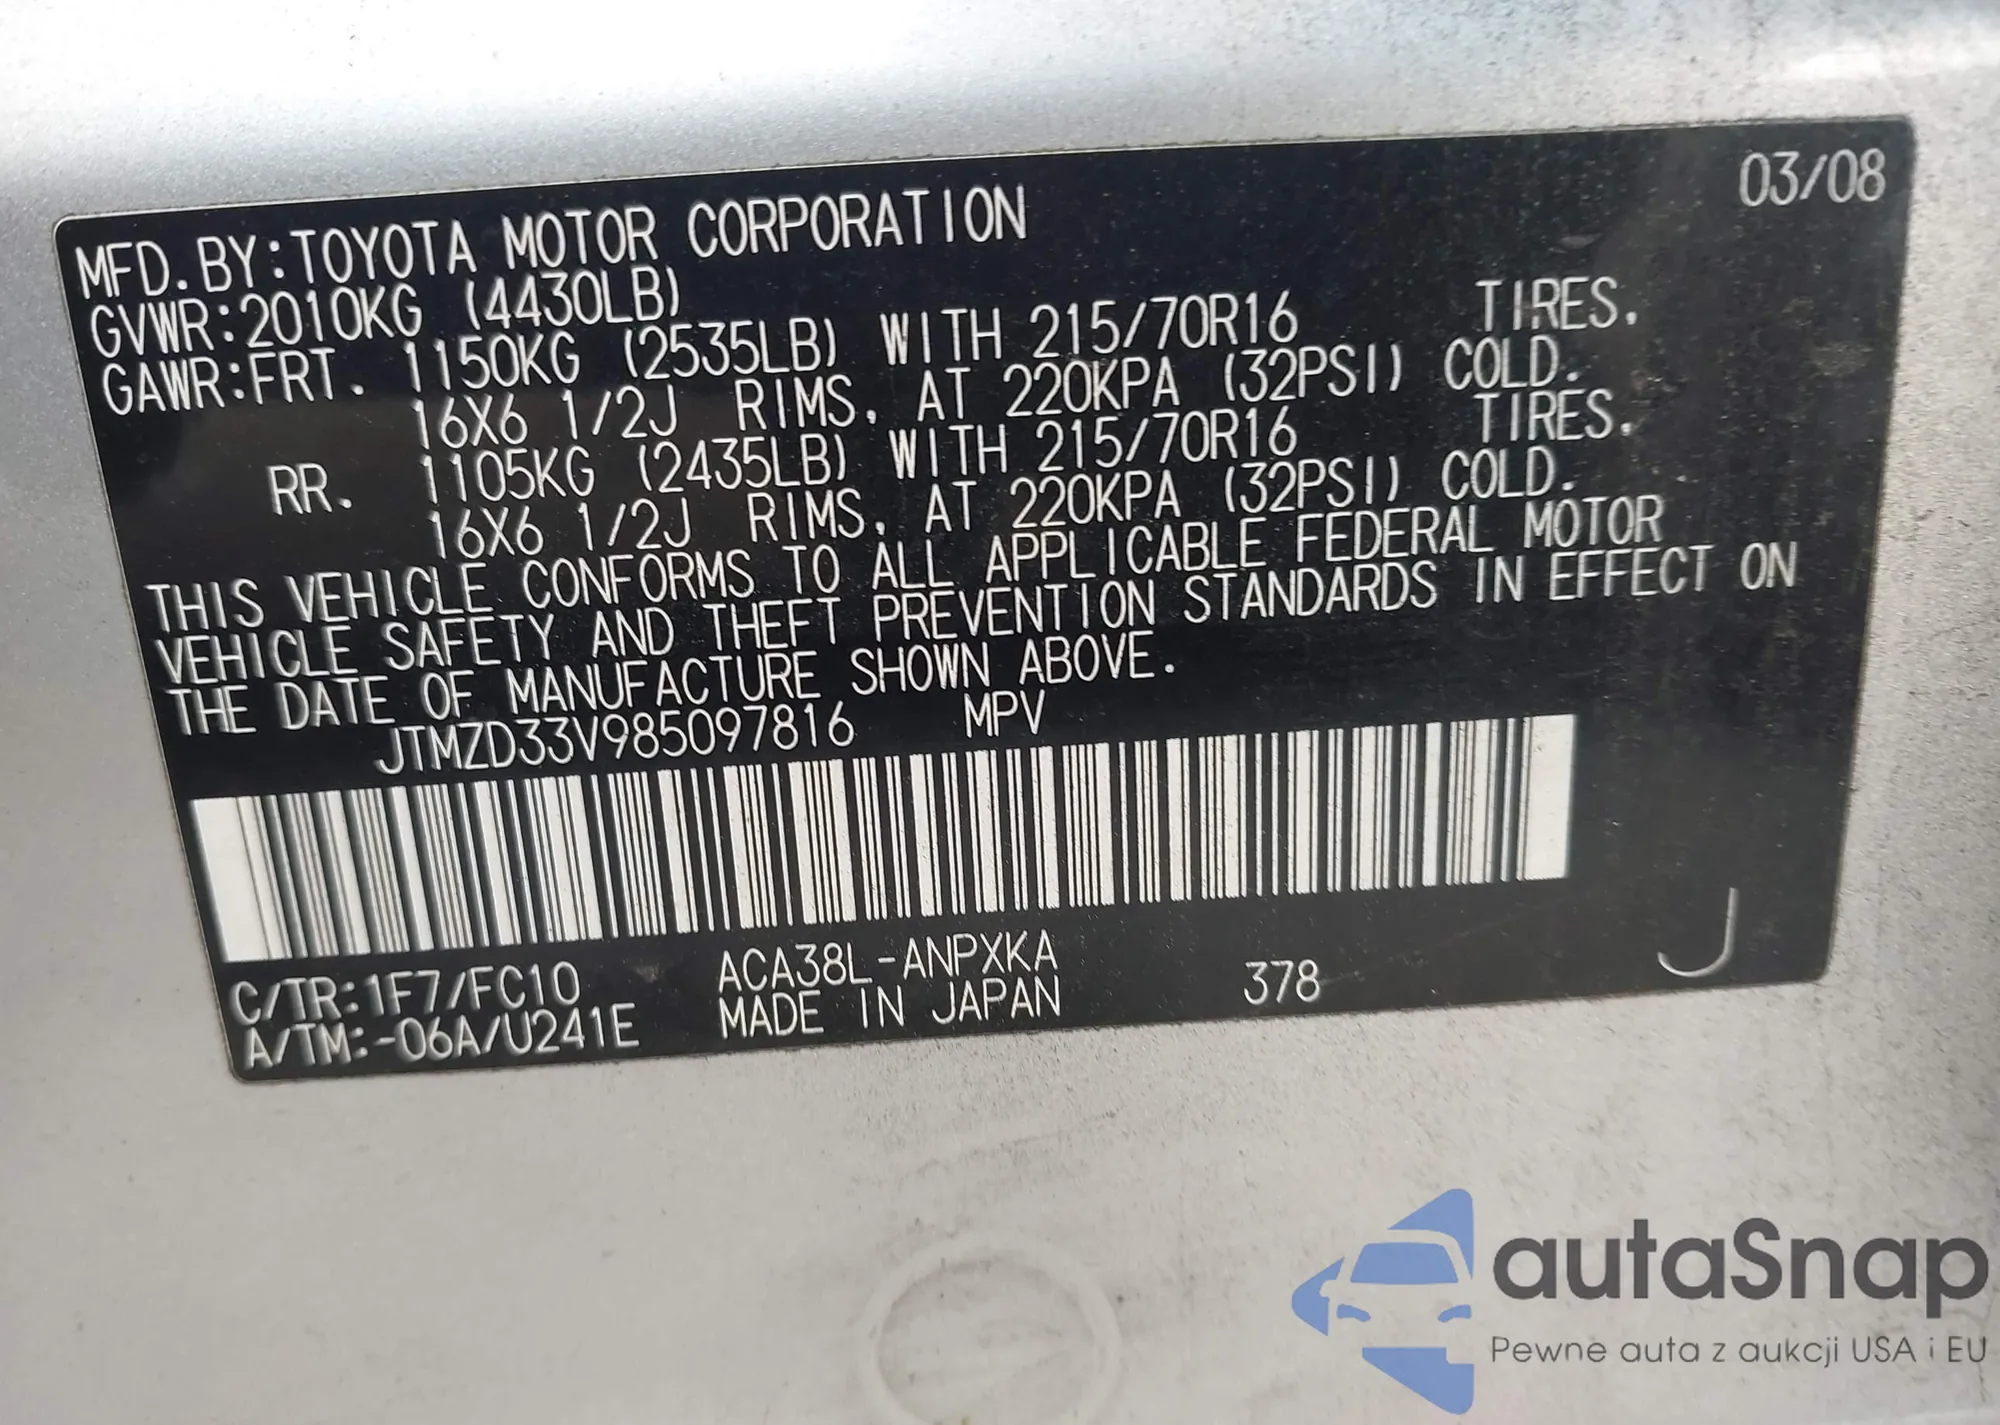 03/08
MFD. BY: TOYOTA MOTOR CORPORATION
GVWR: 2010KG (4430LB)
GAWR: FRT. 1150KG (2535LB) WITH 215/70R16 TIRES,
16X6 1/2J RIMS, AT 220KPA (32PSI) COLD.
RR. 1105KG (2435LB) WITH 215/70R16 TIRES,
16X6 1/2J RIMS, AT 220KPA (32PSI) COLD.
THIS VEHICLE CONFORMS TO ALL APPLICABLE FEDERAL MOTOR
VEHICLE SAFETY AND THEFT PREVENTION STANDARDS IN EFFECT ON
THE DATE OF MANUFACTURE SHOWN ABOVE.
JTMZD33V985097816 MPV
C/TR: 1F7/FC10 ACA38L-ANPXKA 378 J
A/TM: -06A/U241E MADE IN JAPAN
autaSnap
Pewne auta z aukcji USA i EU